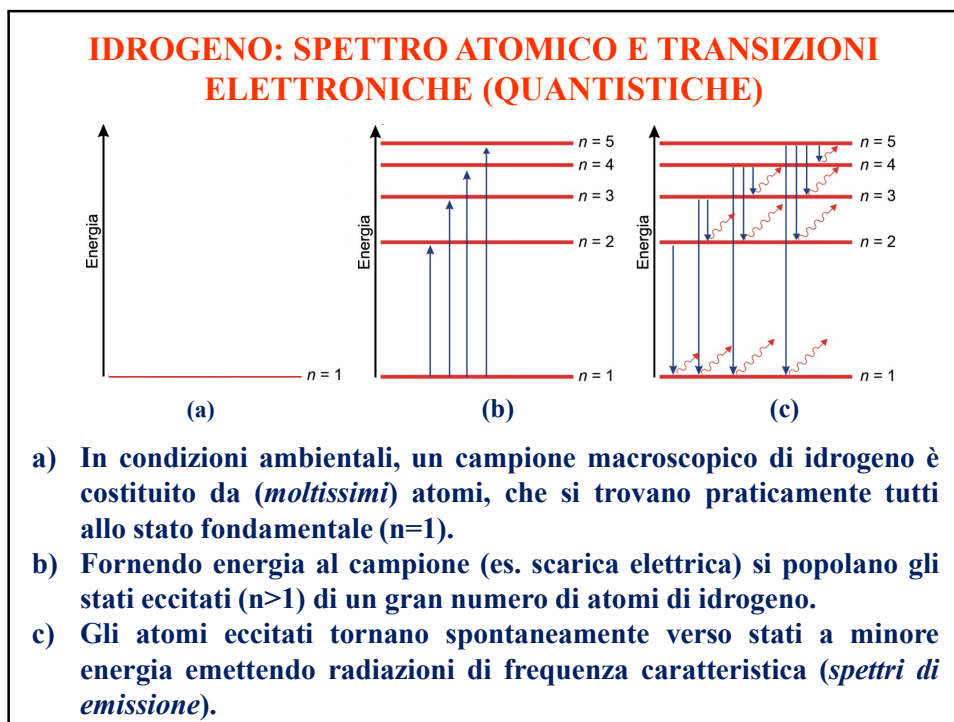 IDROGENO: SPETTRO ATOMICO E TRANSIZIONI
ELETTRONICHE (QUANTISTICHE)
Energia
n = 1
(a)
Energia
n = 5
n = 4
n = 3
n = 2
n = 1
(b)
Energia
n = 5
n = 4
n = 3
n = 2
n = 1
(c)
a) In condizioni ambientali, un campione macroscopico di idrogeno è
costituito da (moltissimi) atomi, che si trovano praticamente tutti
allo stato fondamentale (n=1).
b) Fornendo energia al campione (es. scarica elettrica) si popolano gli
stati eccitati (n>1) di un gran numero di atomi di idrogeno.
c) Gli atomi eccitati tornano spontaneamente verso stati a minore
energia emettendo radiazioni di frequenza caratteristica (spettri di
emissione).